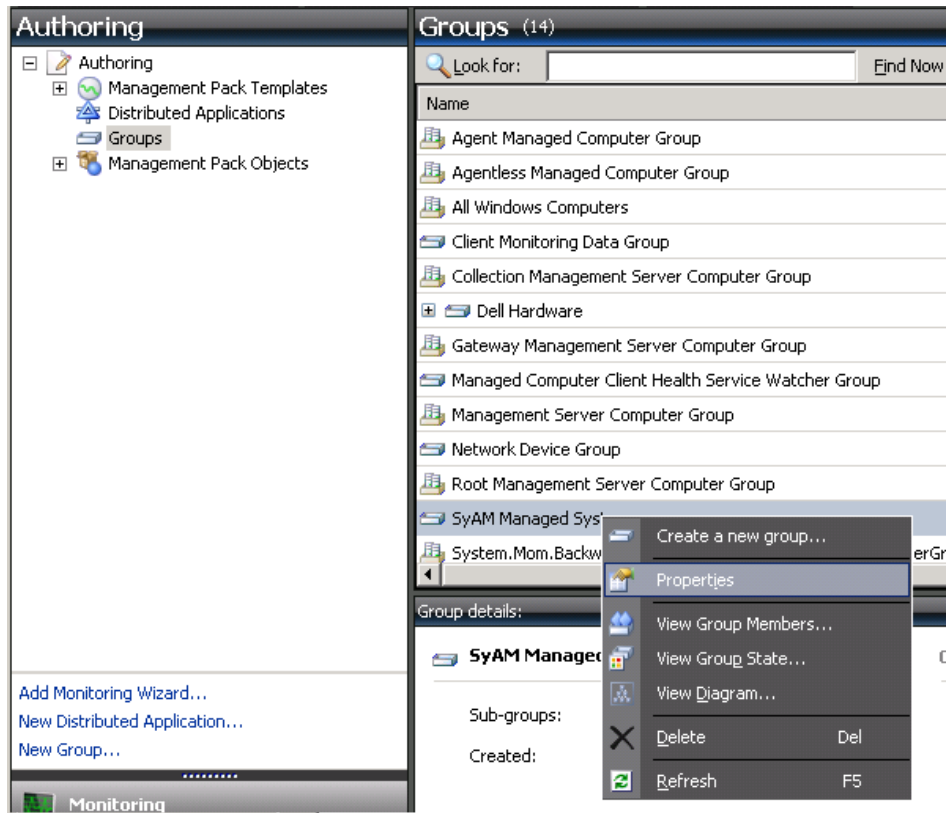 Authoring
Authoring
Management Pack Templates
Distributed Applications
Groups
Management Pack Objects
Add Monitoring Wizard...
New Distributed Application...
New Group...
Monitoring
Groups (14)
Look for:
Find Now
Name
Agent Managed Computer Group
Agentless Managed Computer Group
All Windows Computers
Client Monitoring Data Group
Collection Management Server Computer Group
Dell Hardware
Gateway Management Server Computer Group
Managed Computer Client Health Service Watcher Group
Management Server Computer Group
Network Device Group
Root Management Server Computer Group
SyAM Managed Sys
System.Mom.Backw erGr
Create a new group...
Properties
View Group Members...
View Group State...
View Diagram...
Delete Del
Refresh F5
Group details:
SyAM Managed
Sub-groups:
Created: